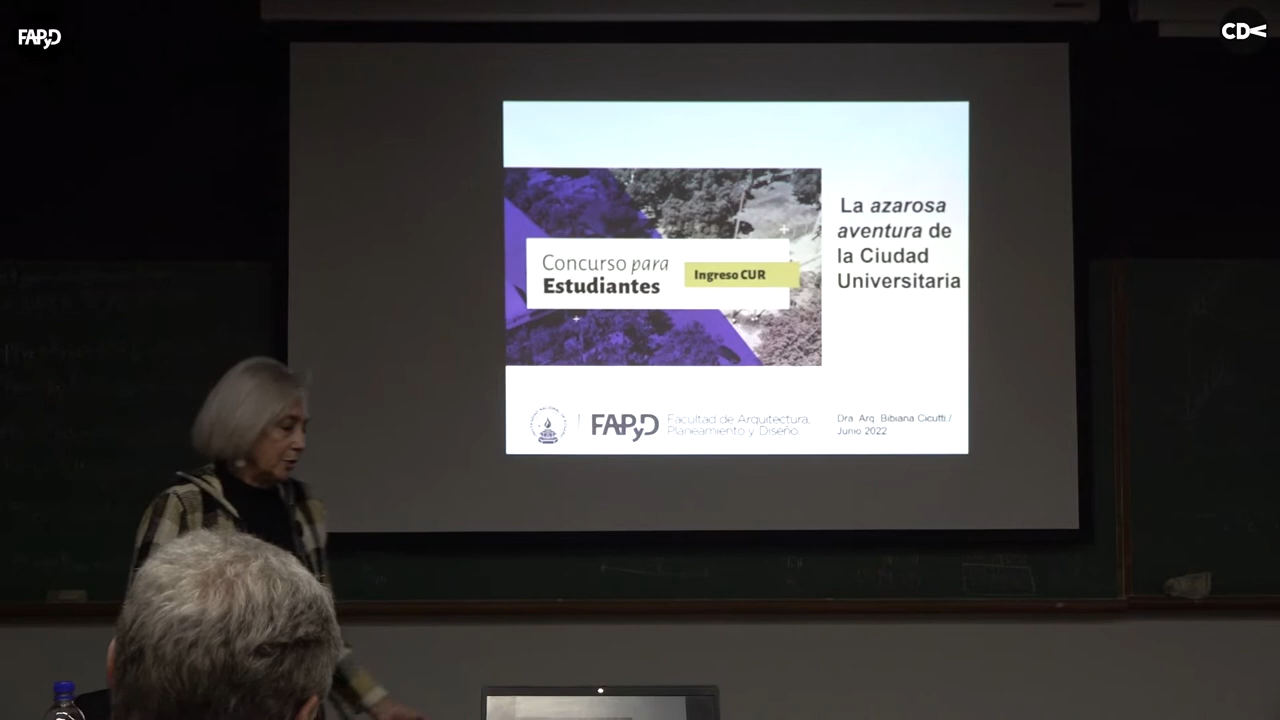 FAPyD
CDV
La azarosa
aventura de
la Ciudad
Universitaria
Concurso para
Estudiantes
Ingreso CUR
FAPyD
Facultad de Arquitectura,
Planeamiento y Diseño.
Dra. Arq. Bibiana Cicutti./
Junio 2022